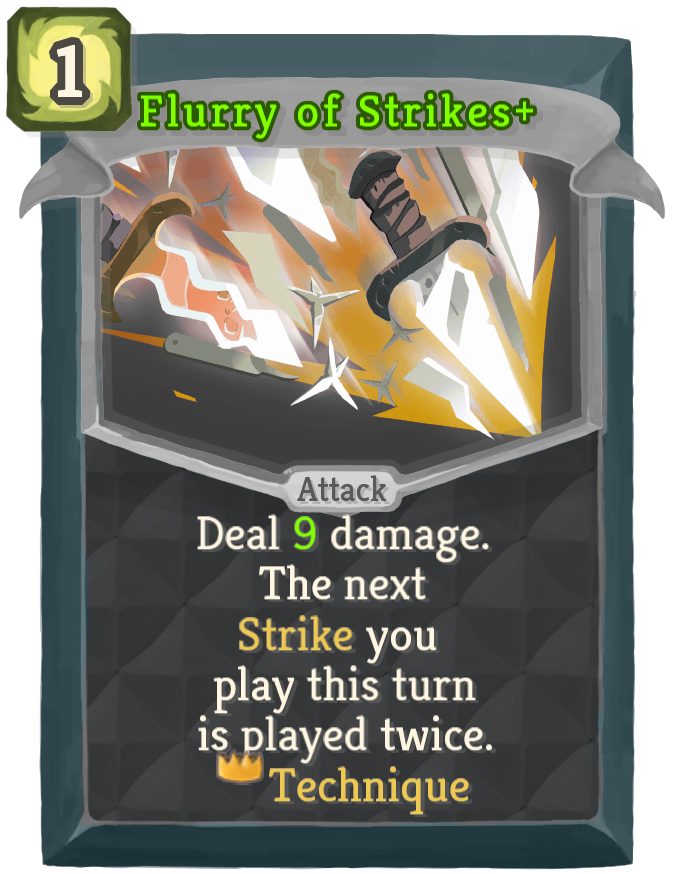 1
Flurry of Strikes+
Attack
Deal 9 damage.
The next
Strike you
play this turn
is played twice.
Technique